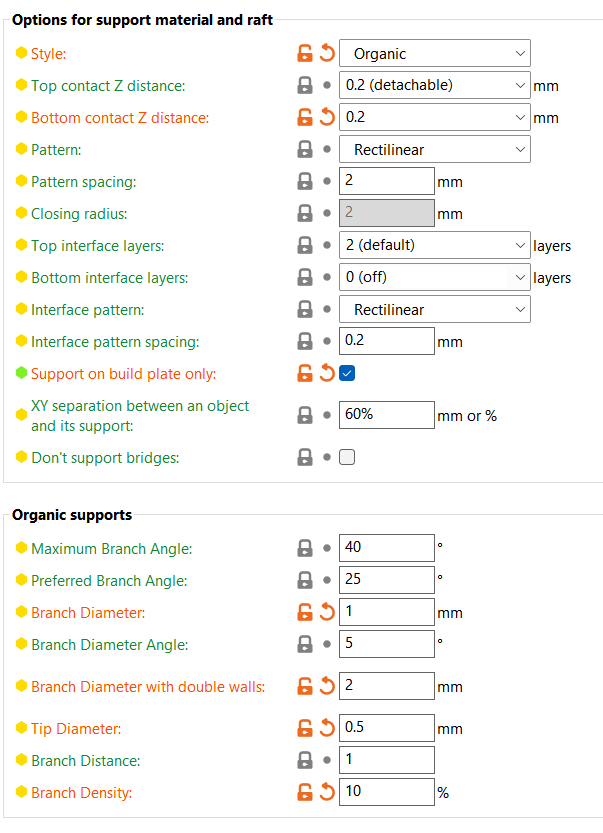 Options for support material and raft
Style: Organic
Top contact Z distance: 0.2 (detachable) mm
Bottom contact Z distance: 0.2 mm
Pattern: Rectilinear
Pattern spacing: 2 mm
Closing radius: 2 mm
Top interface layers: 2 (default) layers
Bottom interface layers: 0 (off) layers
Interface pattern: Rectilinear
Interface pattern spacing: 0.2 mm
Support on build plate only:
XY separation between an object
and its support: 60% mm or %
Don't support bridges:
Organic supports
Maximum Branch Angle: 40 °
Preferred Branch Angle: 25 °
Branch Diameter: 1 mm
Branch Diameter Angle: 5 °
Branch Diameter with double walls: 2 mm
Tip Diameter: 0.5 mm
Branch Distance: 1
Branch Density: 10 %